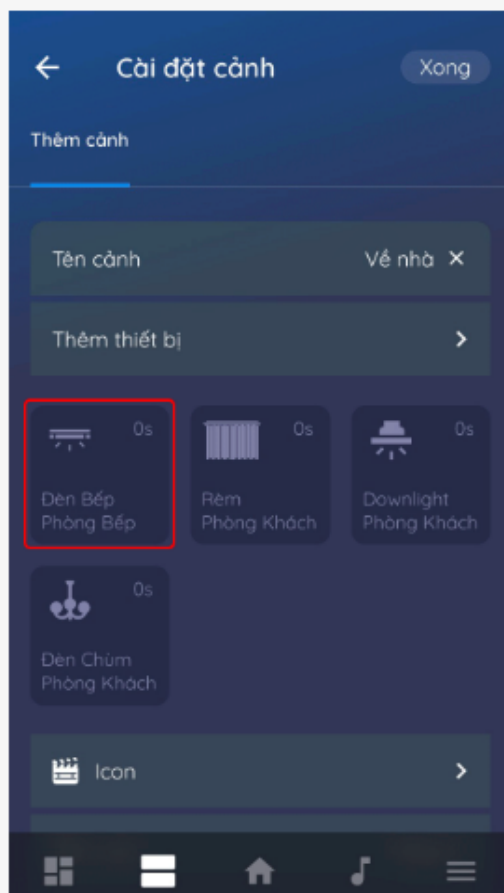 Cài đặt cảnh
Xong
Thêm cảnh
Tên cảnh
Về nhà ×
Thêm thiết bị
0s
Đèn Bếp
Phòng Bếp
0s
Rèm
Phòng Khách
0s
Downlight
Phòng Khách
0s
Đèn Chùm
Phòng Khách
Icon